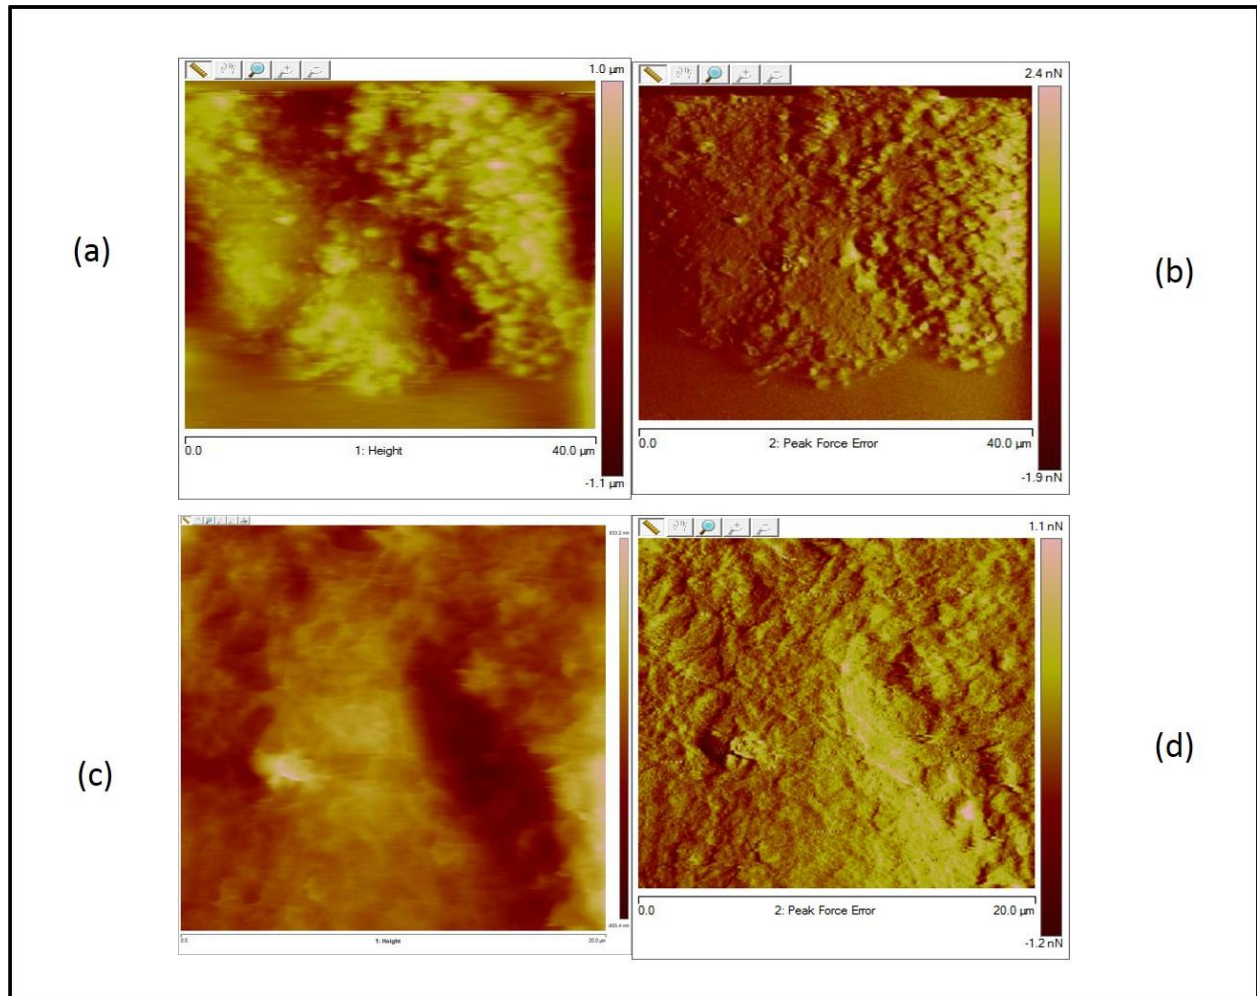 1.0 µm
2.4 nN
(a)
(b)
-1.1 µm
-1.9 nN
0.0 1: Height 40.0 µm
0.0 2: Peak Force Error 40.0 µm
1.1 nN
(c)
(d)
-1.2 nN
0.0 1: Height 20.0 µm
0.0 2: Peak Force Error 20.0 µm